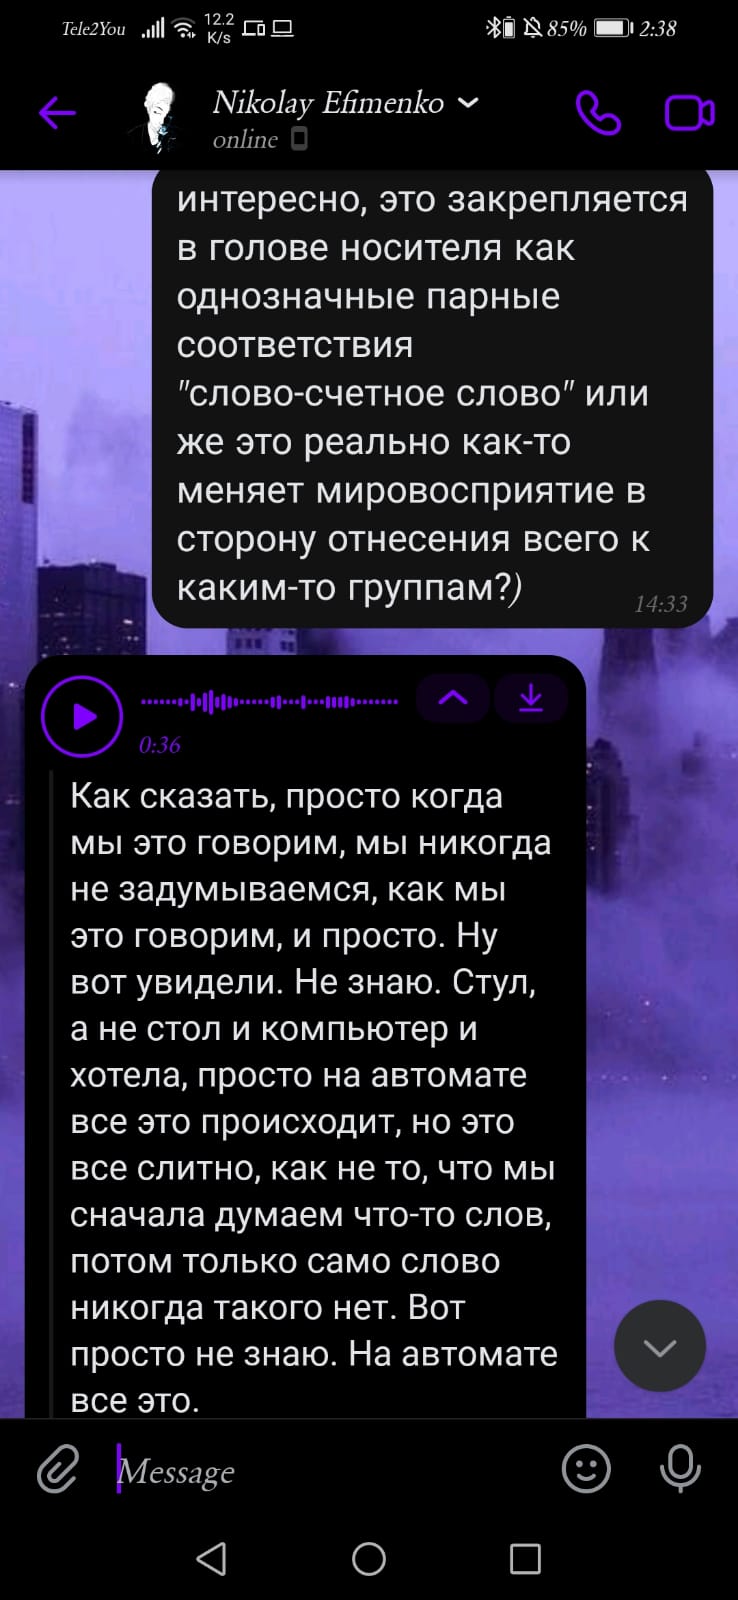 Tele2You 12.2 K/s 85% 2:38
Nikolay Efimenko
online
интересно, это закрепляется
в голове носителя как
однозначные парные
соответствия
"слово-счетное слово" или
же это реально как-то
меняет мировосприятие в
сторону отнесения всего к
каким-то группам?)
14:33
0:36
Как сказать, просто когда
мы это говорим, мы никогда
не задумываемся, как мы
это говорим, и просто. Ну
вот увидели. Не знаю. Стул,
а не стол и компьютер и
хотела, просто на автомате
все это происходит, но это
все слитно, как не то, что мы
сначала думаем что-то слов,
потом только само слово
никогда такого нет. Вот
просто не знаю. На автомате
все это.
Message